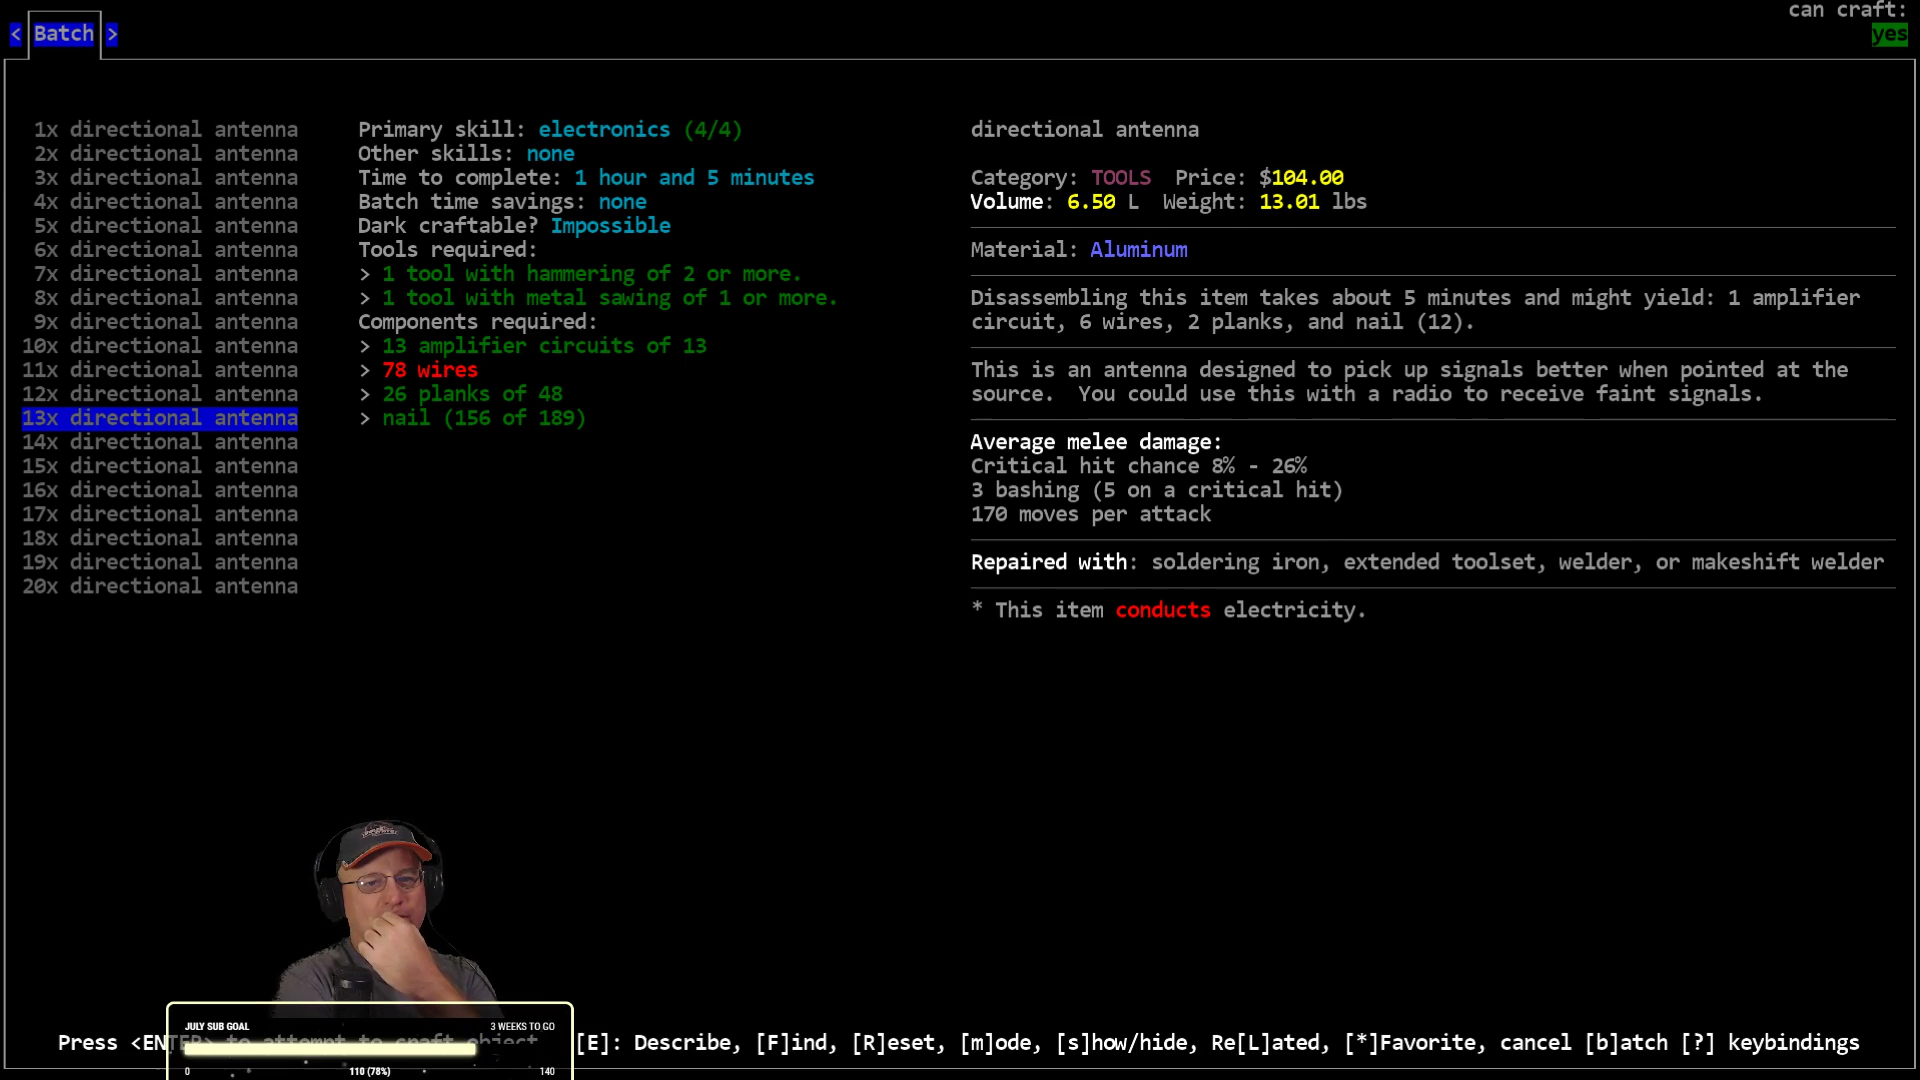 can craft:
< Batch >
yes
1x directional antenna
2x directional antenna
3x directional antenna
4x directional antenna
5x directional antenna
6x directional antenna
7x directional antenna
8x directional antenna
9x directional antenna
10x directional antenna
11x directional antenna
12x directional antenna
13x directional antenna
14x directional antenna
15x directional antenna
16x directional antenna
17x directional antenna
18x directional antenna
19x directional antenna
20x directional antenna
Primary skill: electronics (4/4)
Other skills: none
Time to complete: 1 hour and 5 minutes
Batch time savings: none
Dark craftable? Impossible
Tools required:
> 1 tool with hammering of 2 or more.
> 1 tool with metal sawing of 1 or more.
Components required:
> 13 amplifier circuits of 13
> 78 wires
> 26 planks of 48
> nail (156 of 189)
directional antenna
Category: TOOLS Price: $104.00
Volume: 6.50 L Weight: 13.01 lbs
Material: Aluminum
Disassembling this item takes about 5 minutes and might yield: 1 amplifier
circuit, 6 wires, 2 planks, and nail (12).
This is an antenna designed to pick up signals better when pointed at the
source. You could use this with a radio to receive faint signals.
Average melee damage:
Critical hit chance 8% - 26%
3 bashing (5 on a critical hit)
170 moves per attack
Repaired with: soldering iron, extended toolset, welder, or makeshift welder
* This item conducts electricity.
JULY SUB GOAL 3 WEEKS TO GO
Press <ENTER> to attempt to craft object [E]: Describe, [F]ind, [R]eset, [m]ode, [s]how/hide, Re[L]ated, [*]Favorite, cancel [b]atch [?] keybindings
0 110 (78%) 140